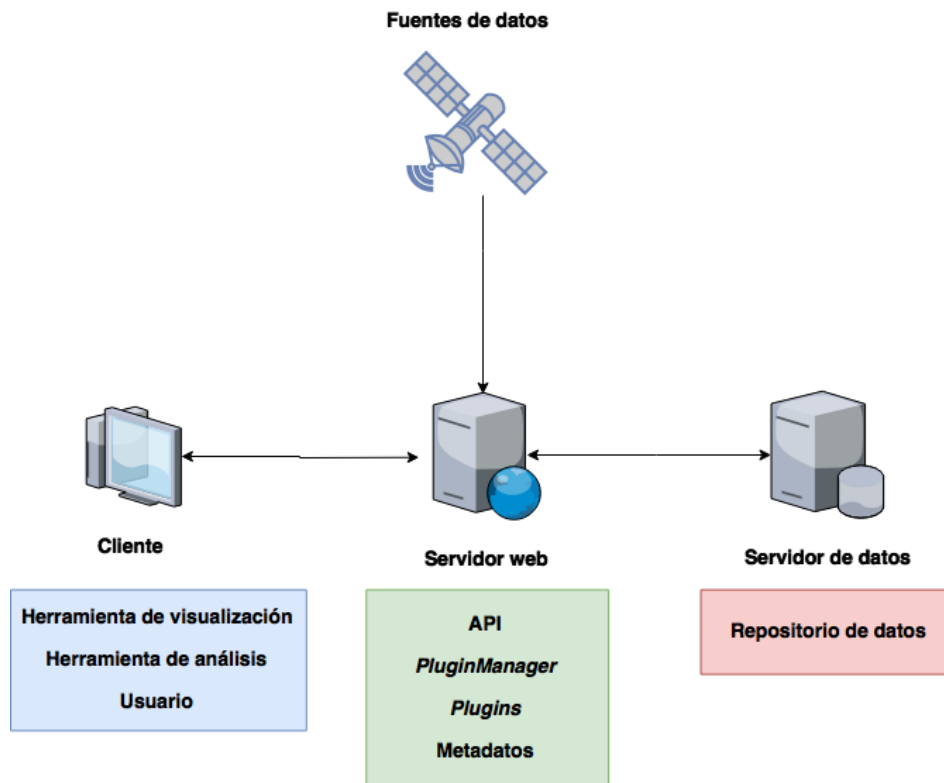 Fuentes de datos
Cliente
Servidor web
Servidor de datos
Herramienta de visualización
Herramienta de análisis
Usuario
API
PluginManager
Plugins
Metadatos
Repositorio de datos